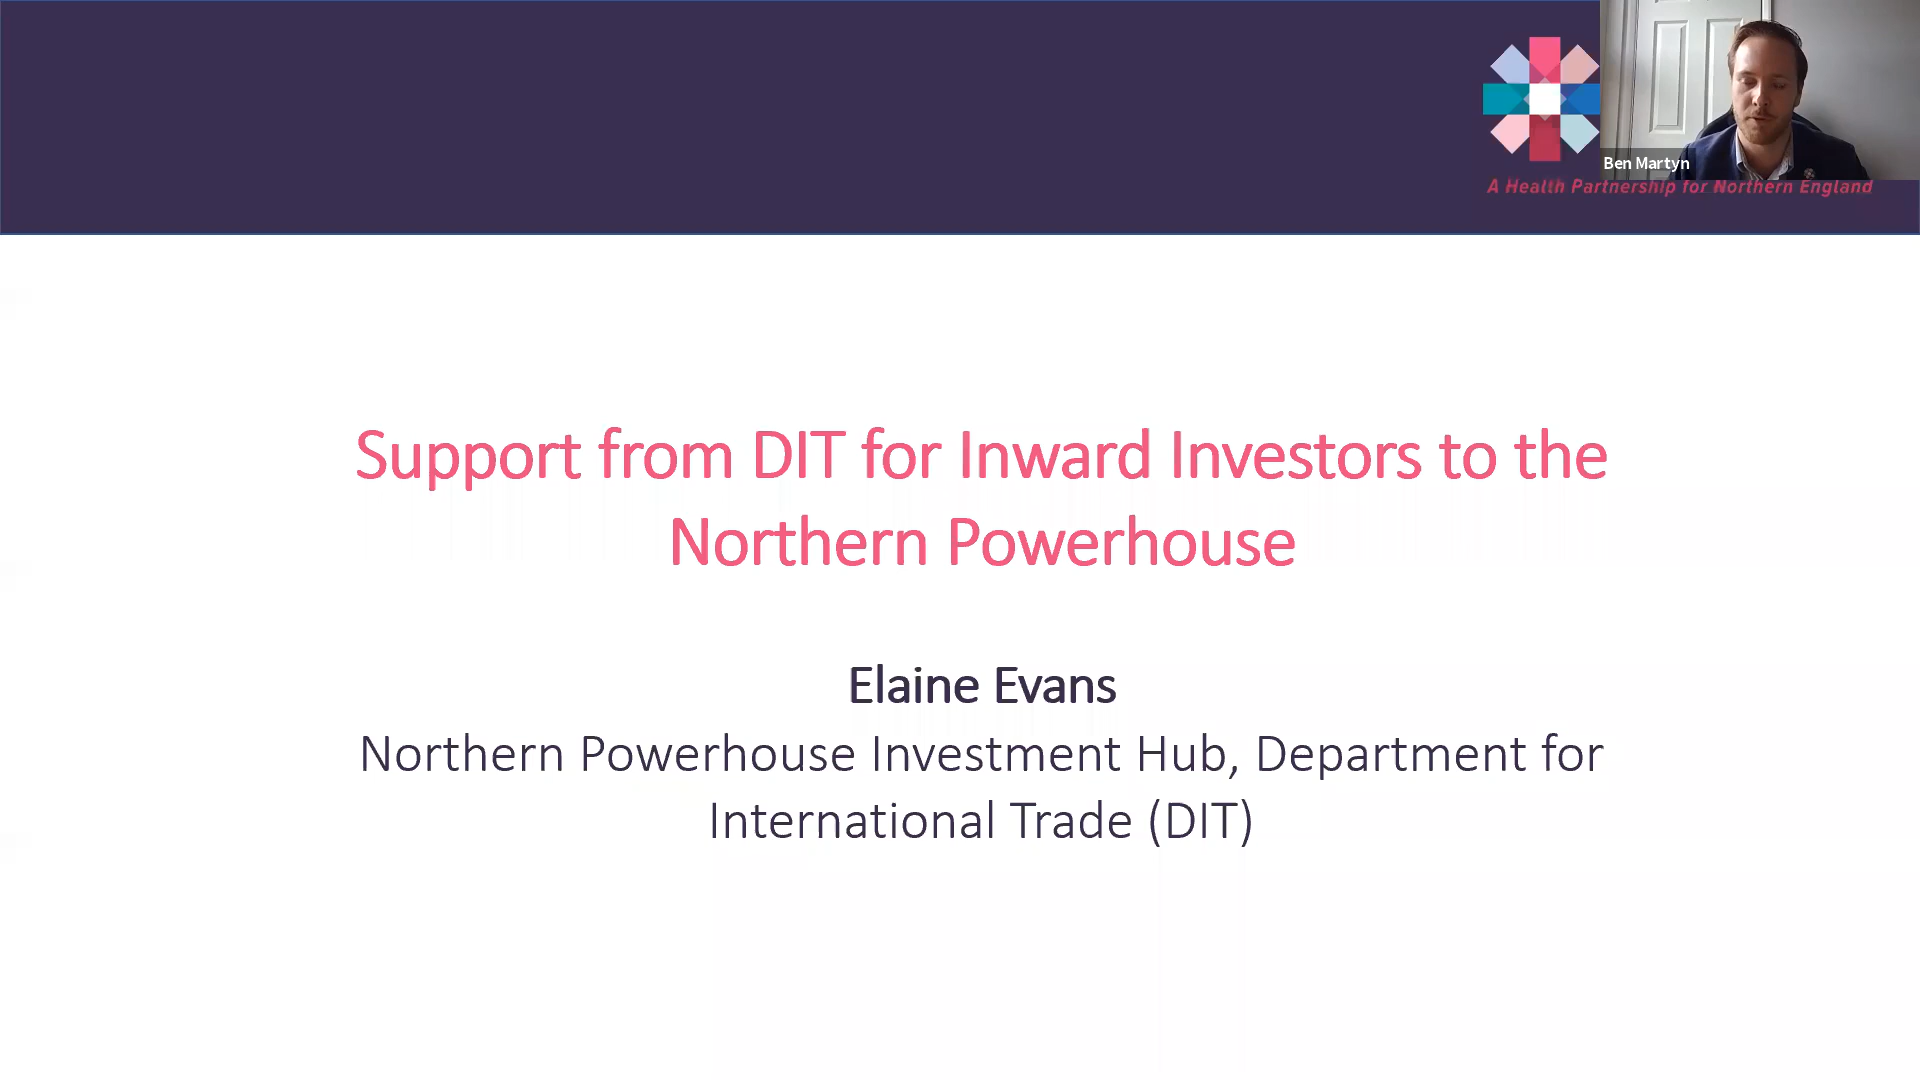 Ben Martyn
A Health Partnership for Northern England
Support from DIT for Inward Investors to the
Northern Powerhouse
Elaine Evans
Northern Powerhouse Investment Hub, Department for
International Trade (DIT)